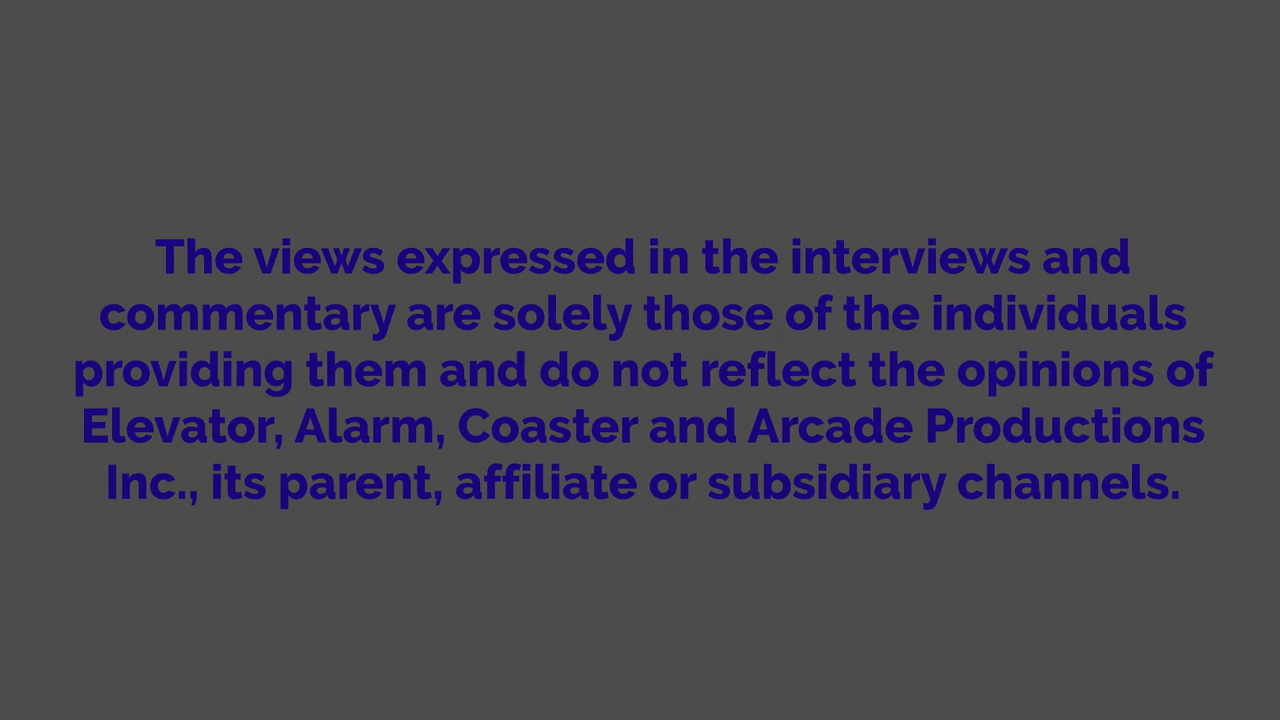 The views expressed in the interviews and
commentary are solely those of the individuals
providing them and do not reflect the opinions of
Elevator, Alarm, Coaster and Arcade Productions
Inc., its parent, affiliate or subsidiary channels.